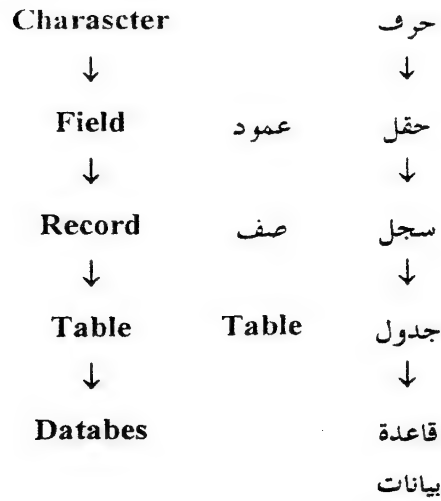 Charascter حرف
↓ ↓
Field عمود حقل
↓ ↓
Record صف سجل
↓ ↓
Table Table جدول
↓ ↓
Databes قاعدة
بيانات